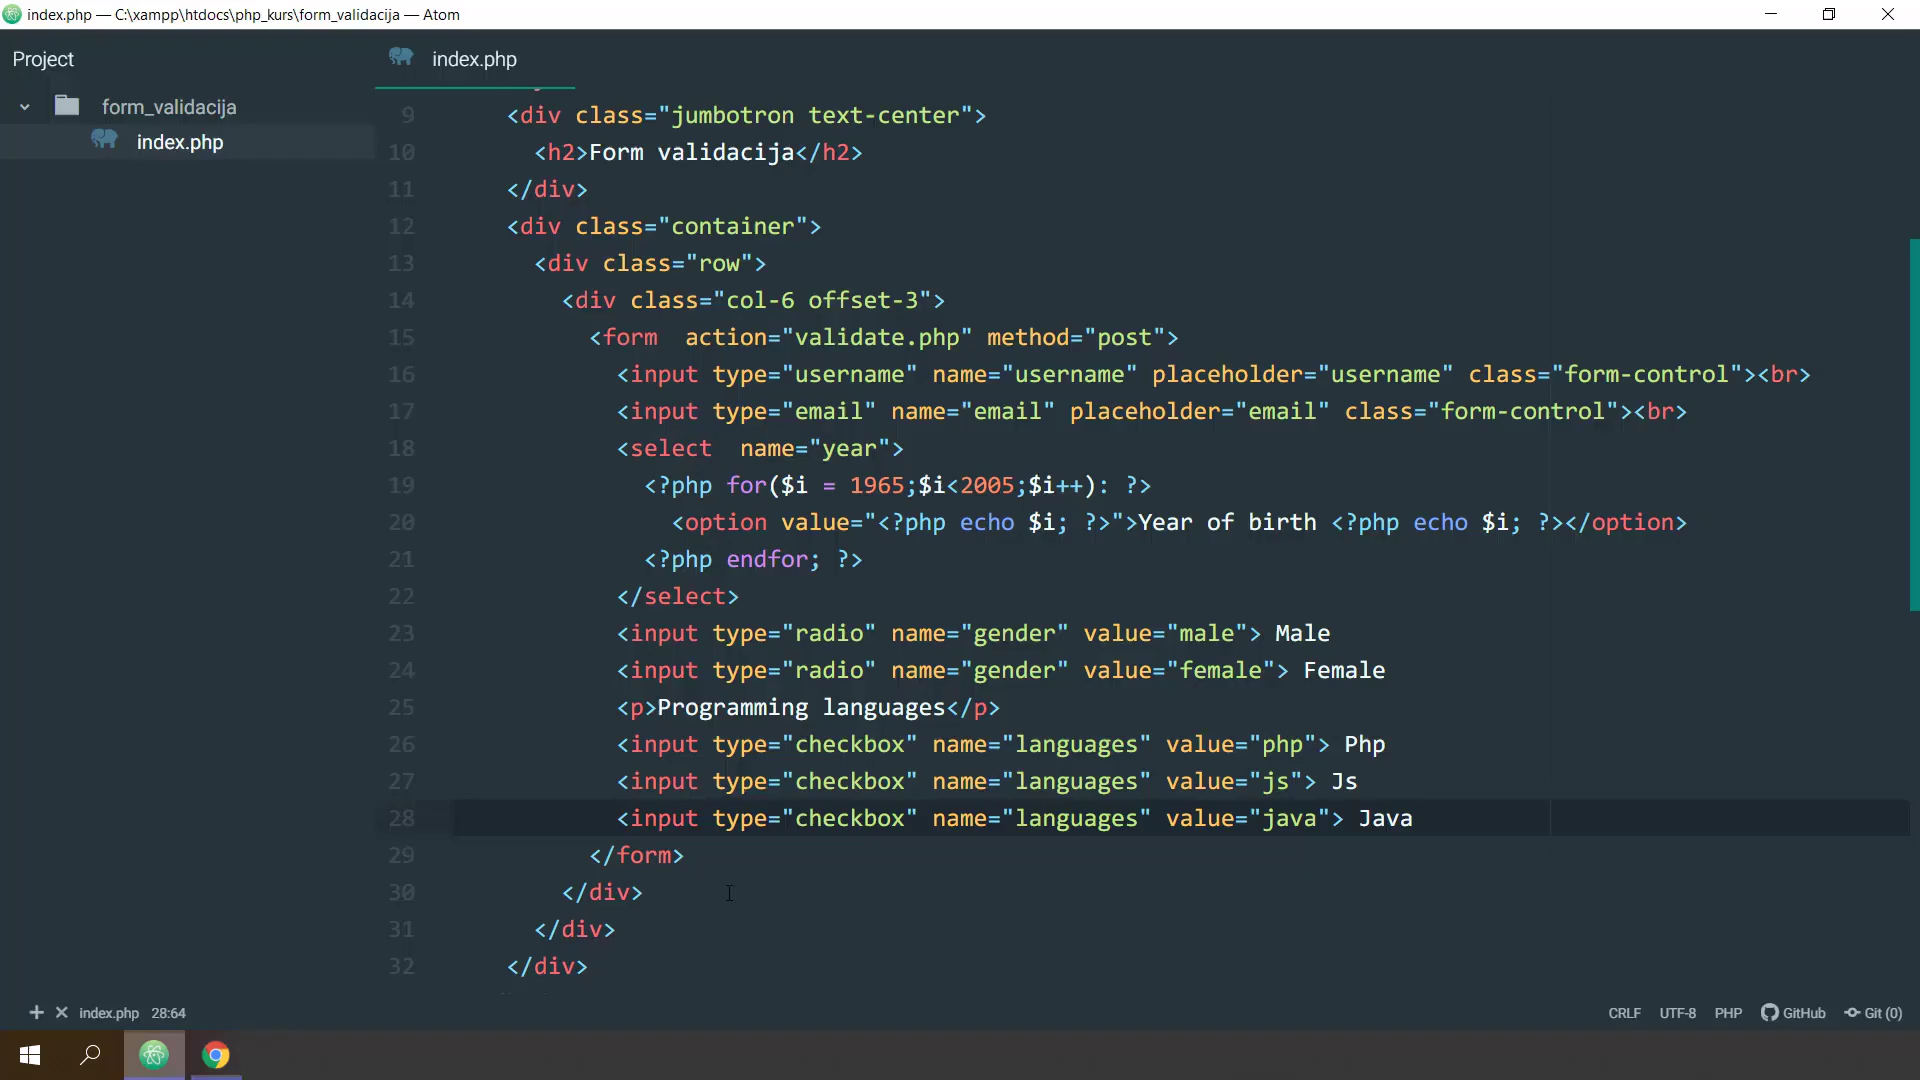 index.php — C:\xampp\htdocs\php_kurs\form_validacija — Atom
Project
index.php
form_validacija
index.php
9 <div class="jumbotron text-center">
10 <h2>Form validacija</h2>
11 </div>
12 <div class="container">
13 <div class="row">
14 <div class="col-6 offset-3">
15 <form  action="validate.php" method="post">
16 <input type="username" name="username" placeholder="username" class="form-control"><br>
17 <input type="email" name="email" placeholder="email" class="form-control"><br>
18 <select  name="year">
19 <?php for($i = 1965;$i<2005;$i++): ?>
20 <option value="<?php echo $i; ?>">Year of birth <?php echo $i; ?></option>
21 <?php endfor; ?>
22 </select>
23 <input type="radio" name="gender" value="male"> Male
24 <input type="radio" name="gender" value="female"> Female
25 <p>Programming languages</p>
26 <input type="checkbox" name="languages" value="php"> Php
27 <input type="checkbox" name="languages" value="js"> Js
28 <input type="checkbox" name="languages" value="java"> Java
29 </form>
30 </div>
31 </div>
32 </div>
index.php 28:64
CRLF UTF-8 PHP GitHub Git (0)